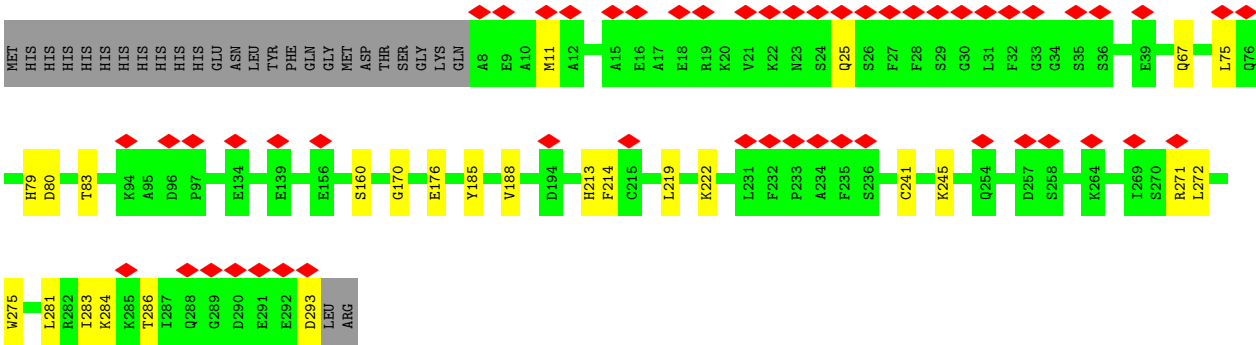 MET HIS HIS HIS HIS HIS HIS HIS HIS HIS HIS GLU ASN LEU TYR PHE GLN GLY MET ASP THR SER GLY LYS GLN A8 E9 A10 M11 A12 A15 E16 A17 E18 R19 K20 V21 K22 N23 S24 Q25 S26 F27 F28 S29 G30 L31 F32 G33 G34 S35 S36 E39 Q67 L75 Q76
H79 D80 T83 K94 A95 D96 P97 E134 E139 E156 S160 G170 E176 Y185 V188 D194 H213 F214 C215 L219 K222 L231 F232 P233 A234 F235 S236 C241 K245 Q254 D257 S258 K264 I269 S270 R271 L272
W275 L281 R282 I283 K284 K285 T286 I287 Q288 G289 D290 E291 E292 D293 LEU ARG